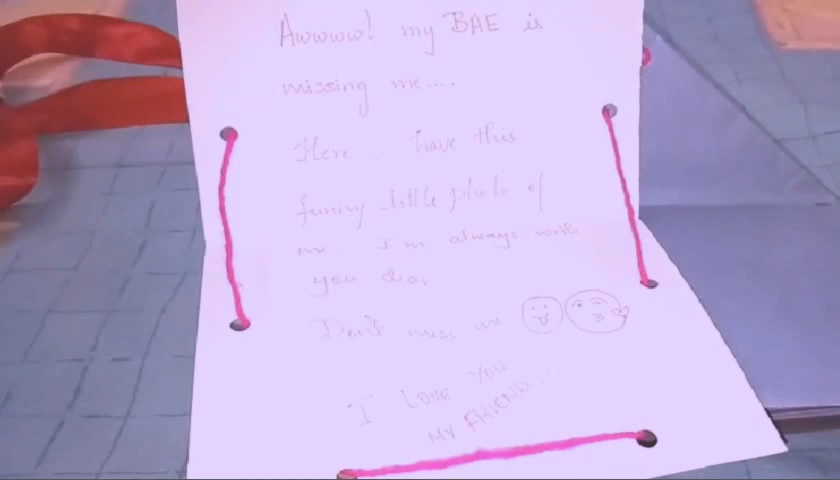 Awwww! my BAE is
missing me....
Here.... have this
funny little photo of
me. I'm always with
you bro.
Don't miss me
I LOVE YOU
MY FRIEND...